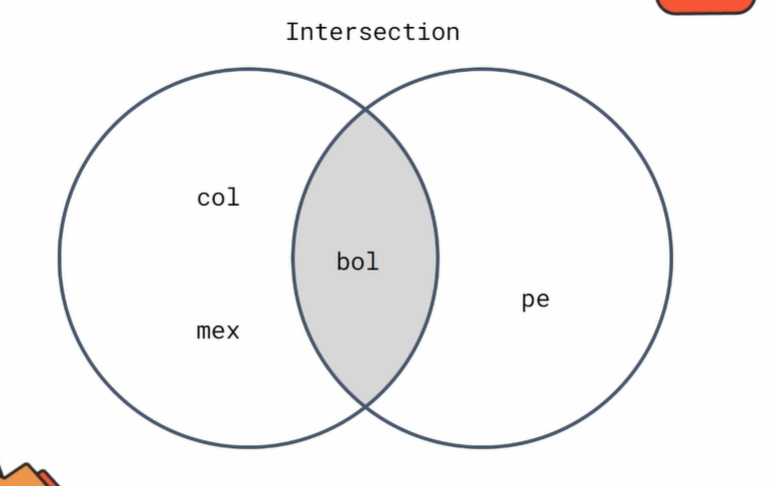 Intersection
col
bol
pe
mex